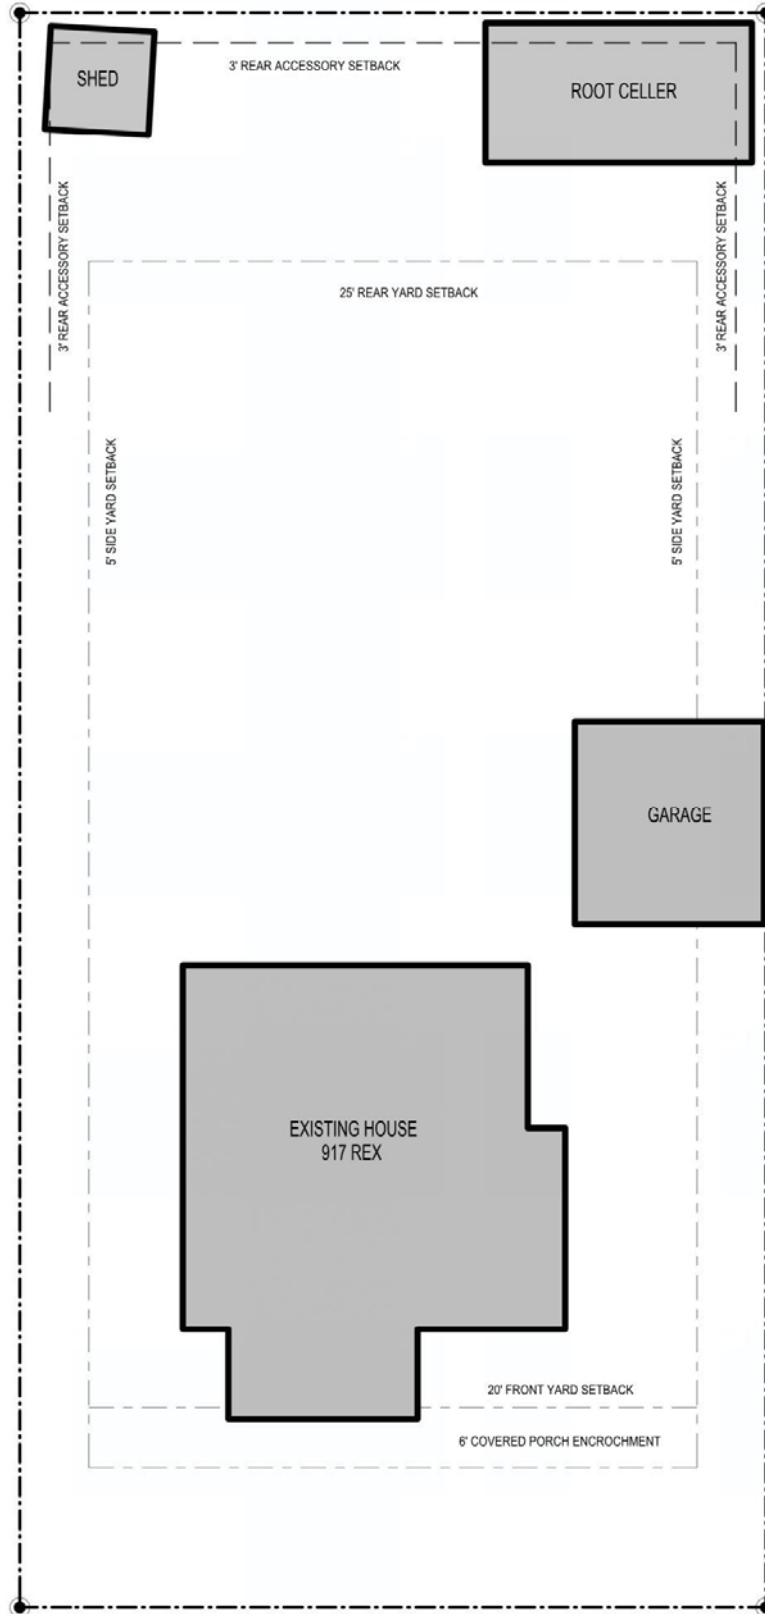 SHED
3' REAR ACCESSORY SETBACK
ROOT CELLER
3' REAR ACCESSORY SETBACK
3' REAR ACCESSORY SETBACK
25' REAR YARD SETBACK
5' SIDE YARD SETBACK
5' SIDE YARD SETBACK
GARAGE
EXISTING HOUSE
917 REX
20' FRONT YARD SETBACK
6' COVERED PORCH ENCROCHMENT